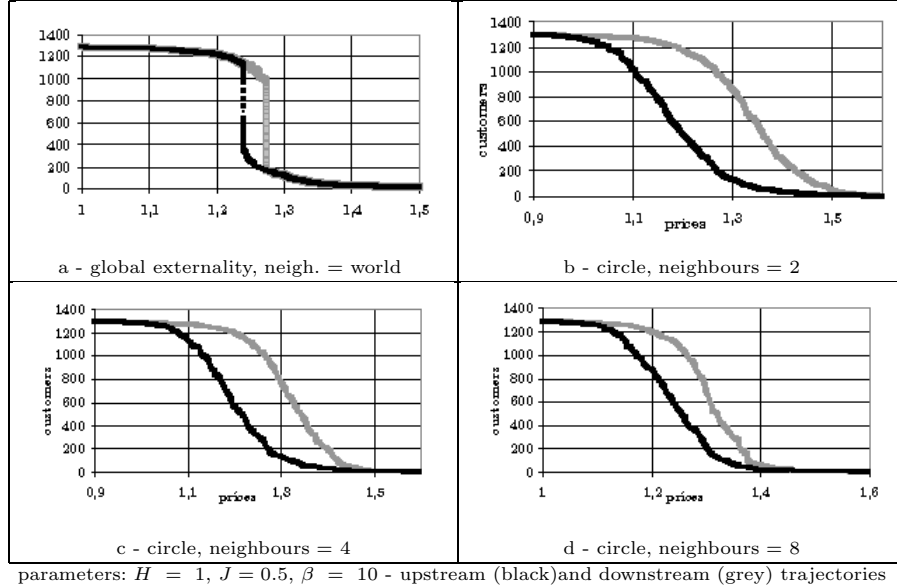 1400
1200
1000
800
600
400
200
0
1 1,1 1,2 1,3 1,4 1,5
a - global externality, neigh. = world
1400
1200
1000
800
600
400
200
0
customers
0,9 1,1 1,3 1,5
prices
b - circle, neighbours = 2
1400
1200
1000
800
600
400
200
0
customers
0,9 1,1 1,3 1,5
prices
c - circle, neighbours = 4
1400
1200
1000
800
600
400
200
0
customers
1 1,2 1,4 1,6
prices
d - circle, neighbours = 8
parameters: H = 1, J = 0.5, β = 10 - upstream (black)and downstream (grey) trajectories